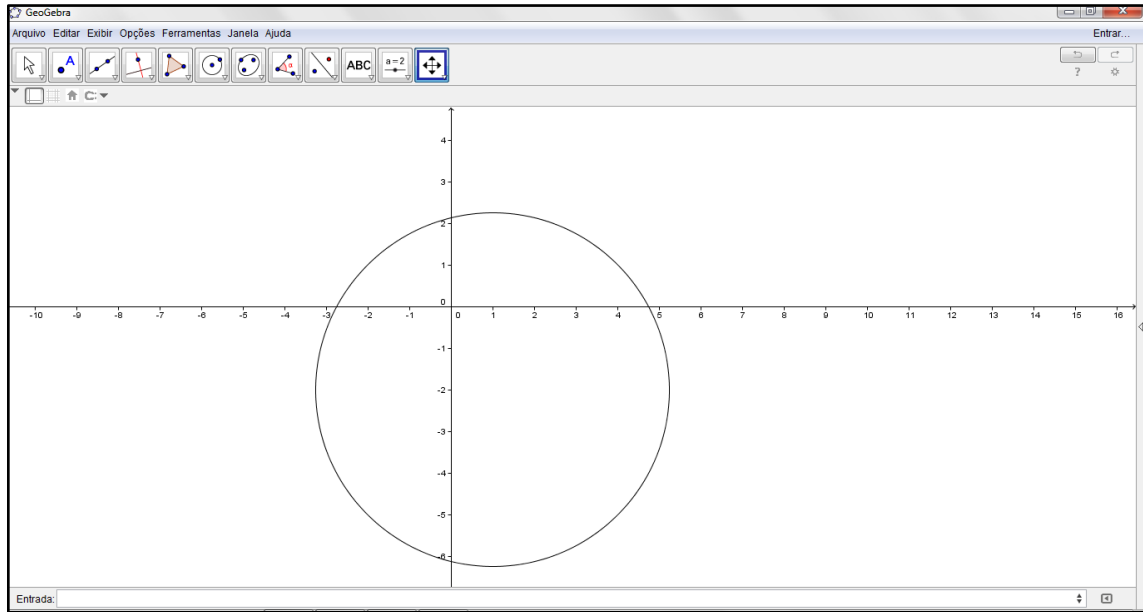 GeoGebra
Arquivo Editar Exibir Opções Ferramentas Janela Ajuda Entrar...
A α ABC a=2 ?
4
3
2
1
0
-10 -9 -8 -7 -6 -5 -4 -3 -2 -1 0 1 2 3 4 5 6 7 8 9 10 11 12 13 14 15 16
-1
-2
-3
-4
-5
-6
Entrada: